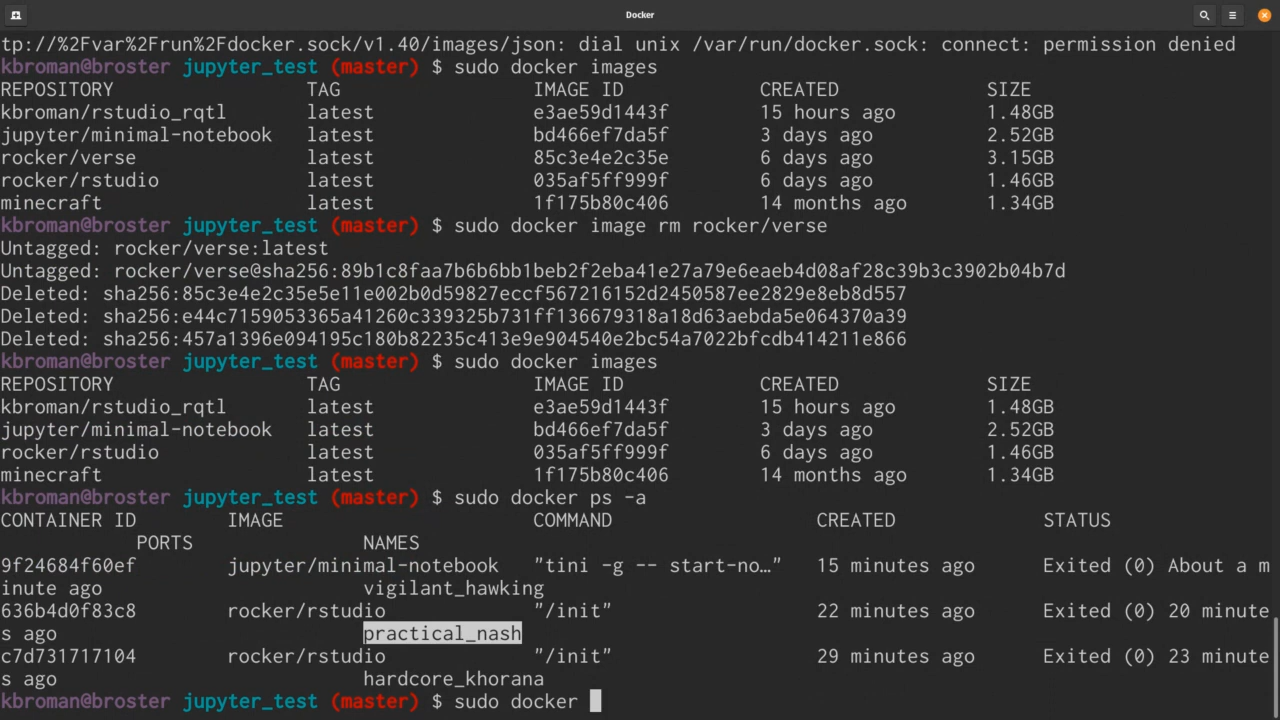 Docker
tp://%2Fvar%2Frun%2Fdocker.sock/v1.40/images/json: dial unix /var/run/docker.sock: connect: permission denied
kbroman@broster jupyter_test (master) $ sudo docker images
REPOSITORY TAG IMAGE ID CREATED SIZE
kbroman/rstudio_rqtl latest e3ae59d1443f 15 hours ago 1.48GB
jupyter/minimal-notebook latest bd466ef7da5f 3 days ago 2.52GB
rocker/verse latest 85c3e4e2c35e 6 days ago 3.15GB
rocker/rstudio latest 035af5ff999f 6 days ago 1.46GB
minecraft latest 1f175b80c406 14 months ago 1.34GB
kbroman@broster jupyter_test (master) $ sudo docker image rm rocker/verse
Untagged: rocker/verse:latest
Untagged: rocker/verse@sha256:89b1c8faa7b6b6bb1beb2f2eba41e27a79e6eaeb4d08af28c39b3c3902b04b7d
Deleted: sha256:85c3e4e2c35e5e11e002b0d59827eccf567216152d2450587ee2829e8eb8d557
Deleted: sha256:e44c7159053365a41260c339325b731ff136679318a18d63aebda5e064370a39
Deleted: sha256:457a1396e094195c180b82235c413e9e904540e2bc54a7022bfcdb414211e866
kbroman@broster jupyter_test (master) $ sudo docker images
REPOSITORY TAG IMAGE ID CREATED SIZE
kbroman/rstudio_rqtl latest e3ae59d1443f 15 hours ago 1.48GB
jupyter/minimal-notebook latest bd466ef7da5f 3 days ago 2.52GB
rocker/rstudio latest 035af5ff999f 6 days ago 1.46GB
minecraft latest 1f175b80c406 14 months ago 1.34GB
kbroman@broster jupyter_test (master) $ sudo docker ps -a
CONTAINER ID IMAGE COMMAND CREATED STATUS
PORTS NAMES
9f24684f60ef jupyter/minimal-notebook "tini -g -- start-no…" 15 minutes ago Exited (0) About a m
inute ago vigilant_hawking
636b4d0f83c8 rocker/rstudio "/init" 22 minutes ago Exited (0) 20 minute
s ago practical_nash
c7d731717104 rocker/rstudio "/init" 29 minutes ago Exited (0) 23 minute
s ago hardcore_khorana
kbroman@broster jupyter_test (master) $ sudo docker